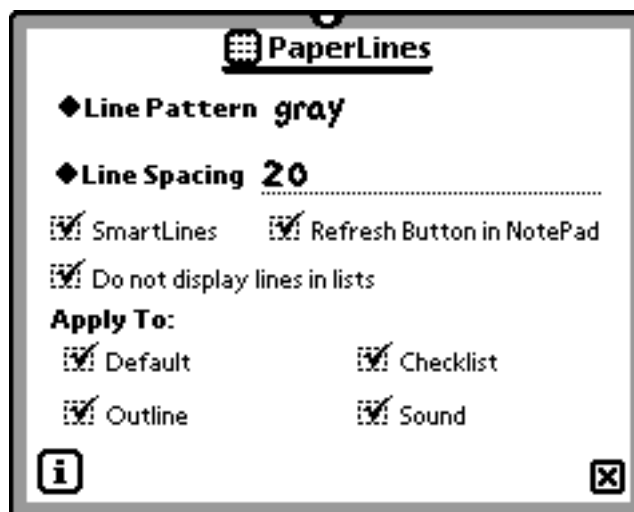 PaperLines
◆Line Pattern gray
◆Line Spacing 20
SmartLines Refresh Button in NotePad
Do not display lines in lists
Apply To:
Default Checklist
Outline Sound
i